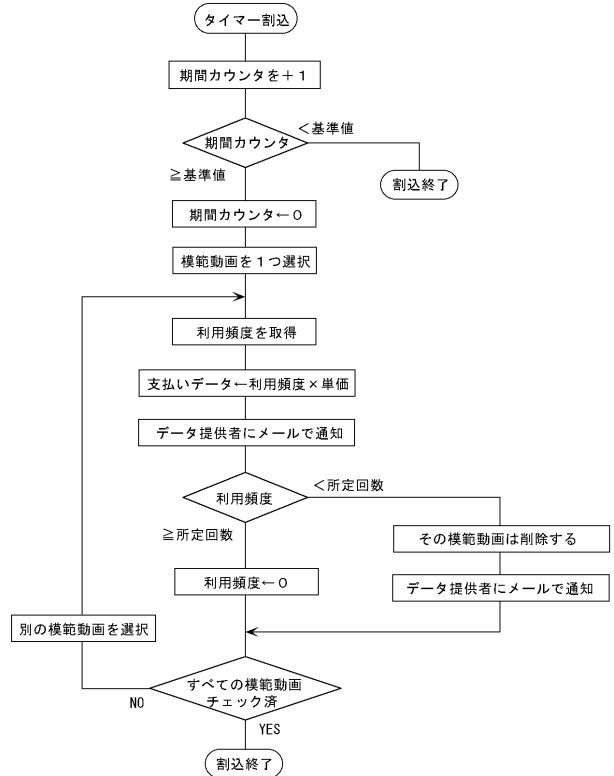 タイマー割込
期間カウンタを＋１
期間カウンタ
＜基準値
≧基準値
割込終了
期間カウンタ←０
模範動画を１つ選択
利用頻度を取得
支払いデータ←利用頻度×単価
データ提供者にメールで通知
利用頻度
＜所定回数
≧所定回数
その模範動画は削除する
利用頻度←０
データ提供者にメールで通知
別の模範動画を選択
すべての模範動画
チェック済
NO
YES
割込終了